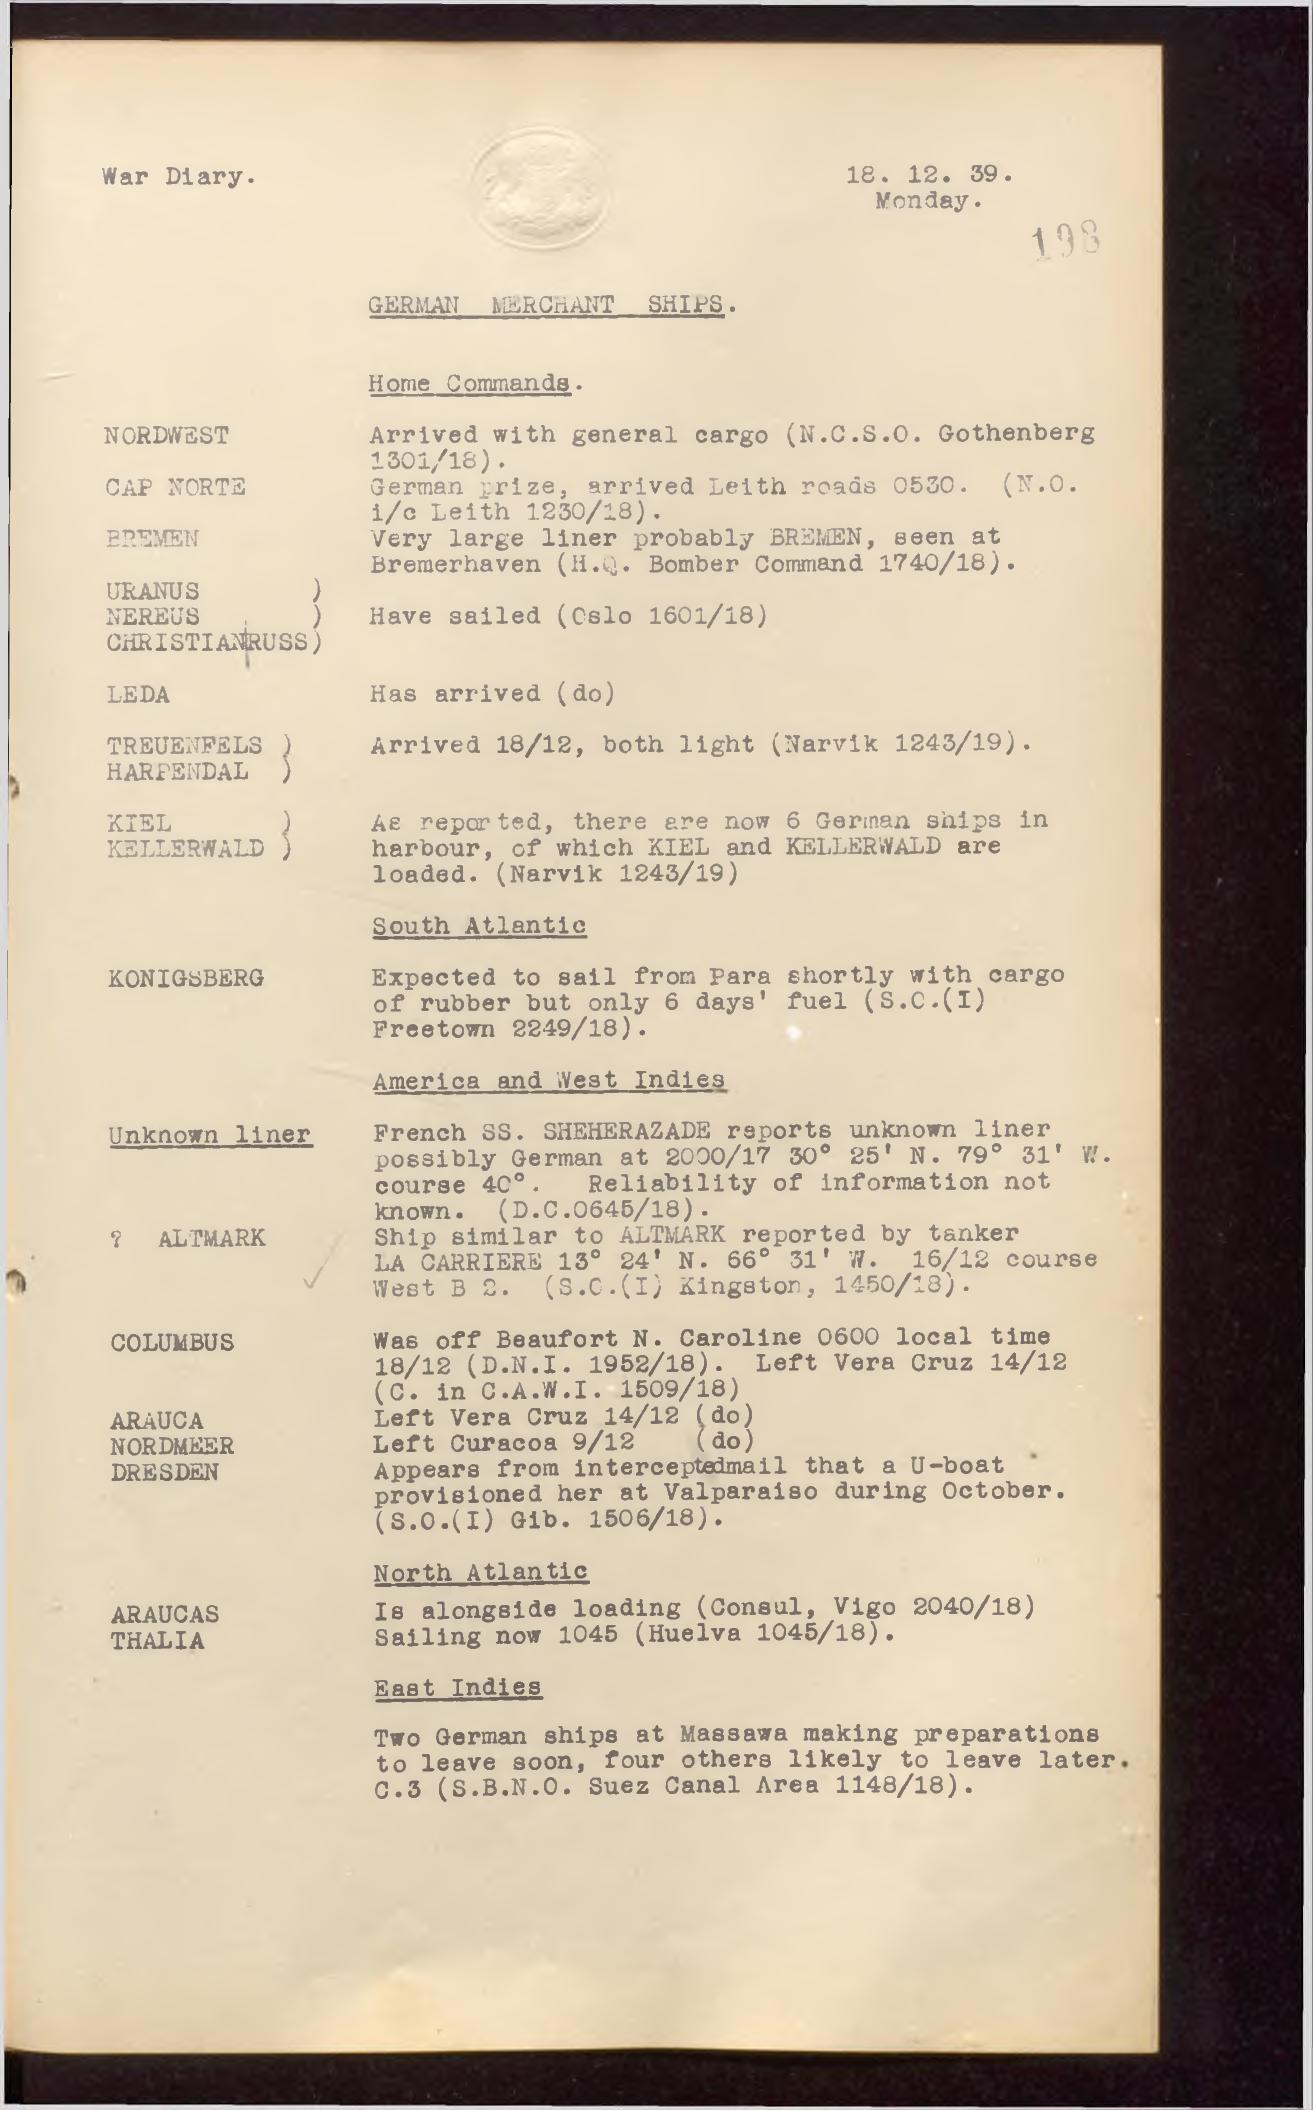 War Diary.
18. 12. 39.
Monday.
198
GERMAN MERCHANT SHIPS.
Home Commands.
NORDWEST Arrived with general cargo (N.C.S.O. Gothenberg
1301/18).
CAP NORTE German prize, arrived Leith roads 0530. (N.O.
i/c Leith 1230/18).
BREMEN Very large liner probably BREMEN, seen at
Bremerhaven (H.Q. Bomber Command 1740/18).
URANUS )
NEREUS ) Have sailed (Oslo 1601/18)
CHRISTIAN|RUSS)
LEDA Has arrived (do)
TREUENFELS ) Arrived 18/12, both light (Narvik 1243/19).
HARPENDAL )
KIEL ) As reported, there are now 6 German ships in
KELLERWALD ) harbour, of which KIEL and KELLERWALD are
loaded. (Narvik 1243/19)
South Atlantic
KONIGSBERG Expected to sail from Para shortly with cargo
of rubber but only 6 days' fuel (S.O.(I)
Freetown 2249/18).
America and West Indies
Unknown liner French SS. SHEHERAZADE reports unknown liner
possibly German at 2000/17 30° 25' N. 79° 31' W.
course 40°. Reliability of information not
known. (D.C.0645/18).
? ALTMARK Ship similar to ALTMARK reported by tanker
LA CARRIERE 13° 24' N. 66° 31' W. 16/12 course
West B 2. (S.O.(I) Kingston, 1450/18).
COLUMBUS Was off Beaufort N. Caroline 0600 local time
18/12 (D.N.I. 1952/18). Left Vera Cruz 14/12
(C. in C.A.W.I. 1509/18)
ARAUCA Left Vera Cruz 14/12 (do)
NORDMEER Left Curacoa 9/12 (do)
DRESDEN Appears from interceptedmail that a U-boat
provisioned her at Valparaiso during October.
(S.O.(I) Gib. 1506/18).
North Atlantic
ARAUCAS Is alongside loading (Consul, Vigo 2040/18)
THALIA Sailing now 1045 (Huelva 1045/18).
East Indies
Two German ships at Massawa making preparations
to leave soon, four others likely to leave later.
C.3 (S.B.N.O. Suez Canal Area 1148/18).